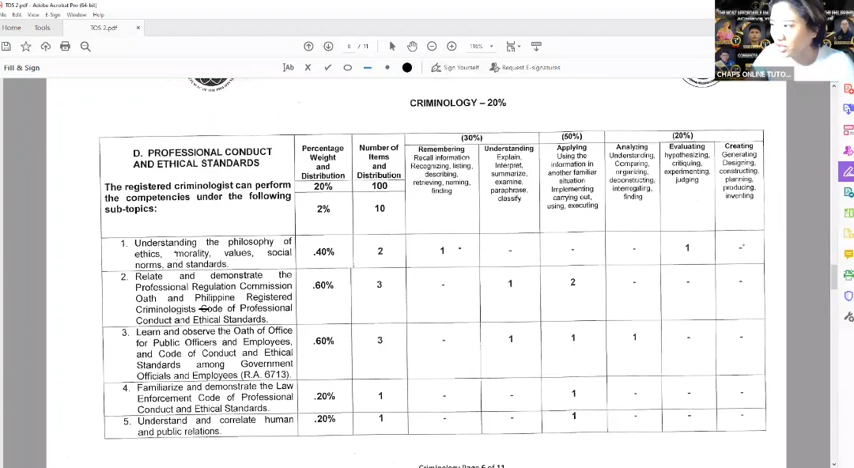 TOS 2.pdf - Adobe Acrobat Pro (64-bit)
File Edit View E-Sign Window Help
Home Tools TOS 2.pdf ×
6 / 11
Fill & Sign
Sign Yourself Request E-signatures
CHAPS ONLINE TUTO...
CRIMINOLOGY – 20%
D. PROFESSIONAL CONDUCT
AND ETHICAL STANDARDS
The registered criminologist can perform
the competencies under the following
sub-topics:
Percentage
Weight
and
Distribution
20%
2%
Number of
Items
and
Distribution
100
10
(30%)
(50%)
(20%)
Remembering
Recall information
Recognizing, listing,
describing,
retrieving, naming,
finding
Understanding
Explain,
Interpret,
summarize,
examine,
paraphrase,
classify
Applying
Using the
information in
another familiar
situation
Implementing
carrying out,
using, executing
Analyzing
Understanding,
Comparing,
organizing,
deconstructing,
interrogating,
finding
Evaluating
hypothesizing,
critiquing,
experimenting,
judging
Creating
Generating
Designing,
constructing,
planning,
producing,
inventing
1. Understanding the philosophy of
ethics, morality, values, social
norms, and standards.
.40% 2 1 - - - 1 -
2. Relate and demonstrate the
Professional Regulation Commission
Oath and Philippine Registered
Criminologists Code of Professional
Conduct and Ethical Standards.
.60% 3 - 1 2 - - -
3. Learn and observe the Oath of Office
for Public Officers and Employees,
and Code of Conduct and Ethical
Standards among Government
Officials and Employees (R.A. 6713).
.60% 3 - 1 1 1 - -
4. Familiarize and demonstrate the Law
Enforcement Code of Professional
Conduct and Ethical Standards.
.20% 1 - - 1 - - -
5. Understand and correlate human
and public relations.
.20% 1 - - 1 - - -
Criminology Page 6 of 11